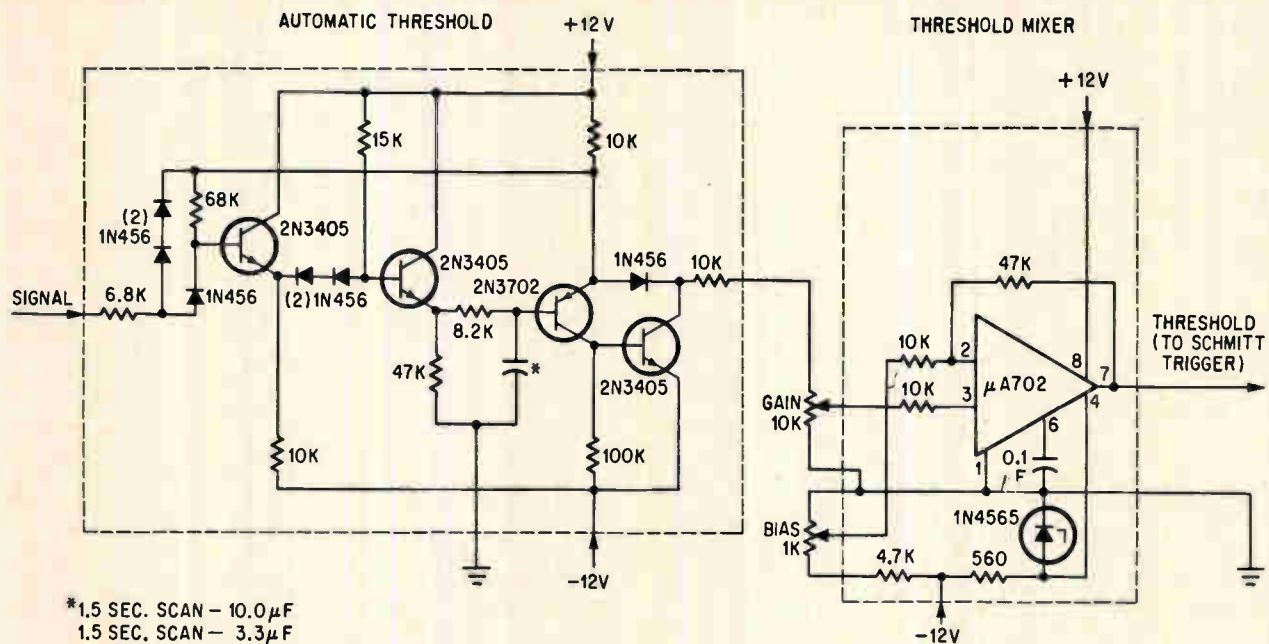 AUTOMATIC THRESHOLD
+12V
THRESHOLD MIXER
+12V
15K
10K
68K
(2)
1N456
2N3405
2N3405
1N456
10K
47K
2N3702
SIGNAL
6.8K
1N456
(2)1N456
8.2K
THRESHOLD
(TO SCHMITT
TRIGGER)
10K
2
8
7
47K
*
2N3405
10K
3
μA702
4
GAIN
10K
6
10K
100K
1
0.1
F
1N4565
BIAS
1K
4.7K
560
-12V
-12V
*1.5 SEC. SCAN - 10.0μF
1.5 SEC. SCAN - 3.3μF